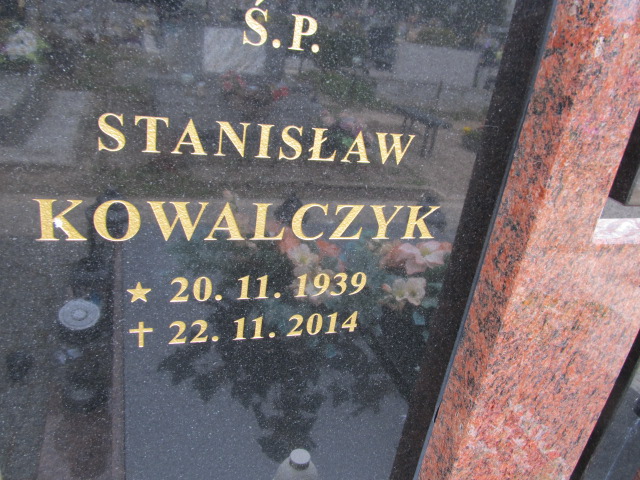 Ś.P.
STANISŁAW
KOWALCZYK
★ 20. 11. 1939
✝ 22. 11. 2014